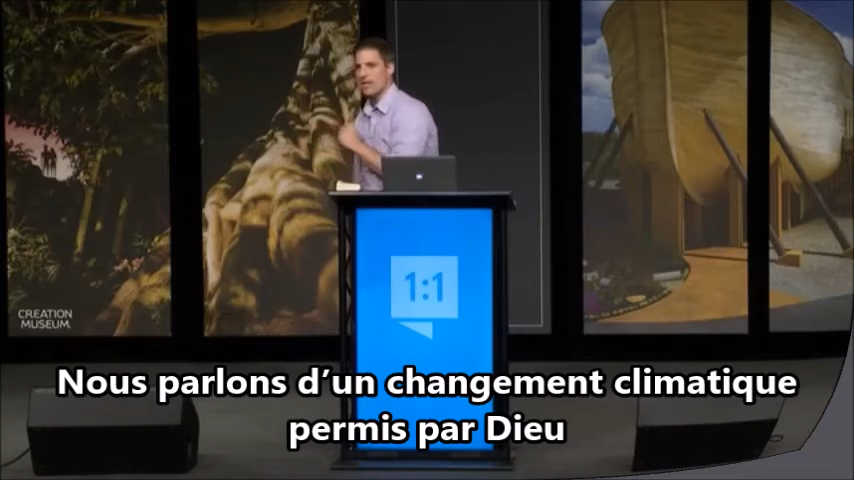 1:1
CREATION
MUSEUM
Nous parlons d’un changement climatique
permis par Dieu